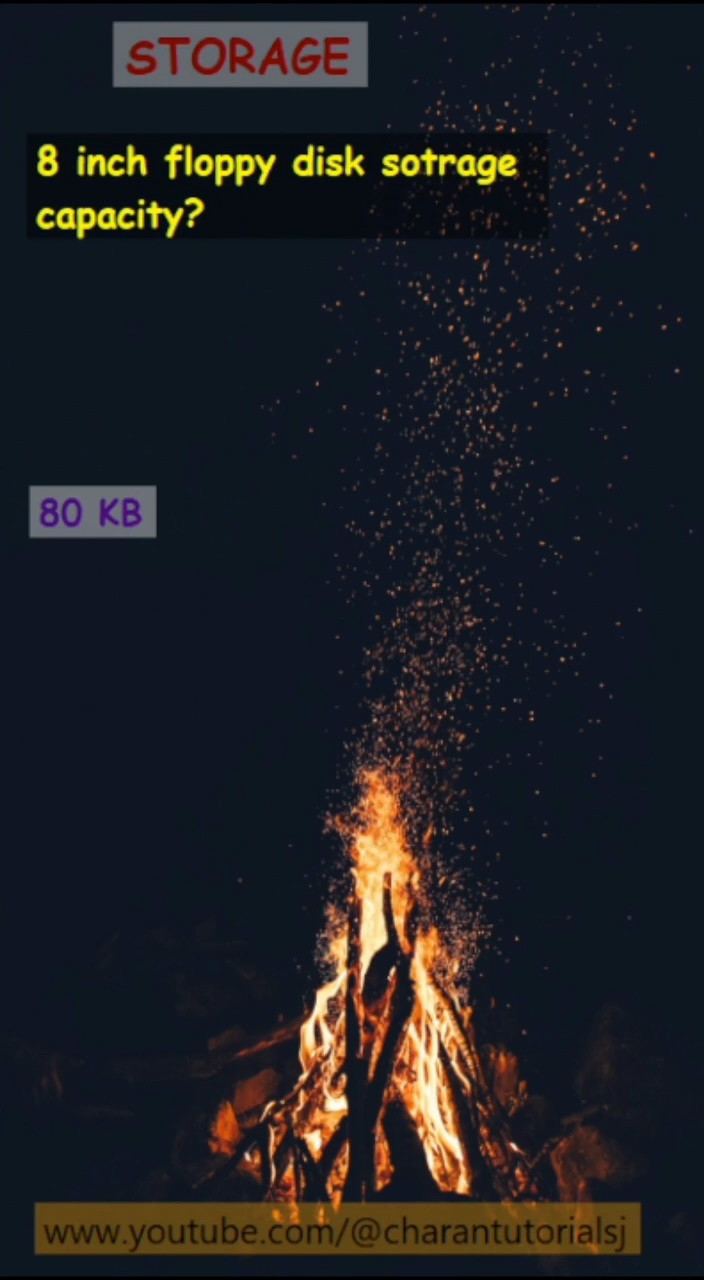 STORAGE
8 inch floppy disk sotrage
capacity?
80 KB
www.youtube.com/@charantutorialsj